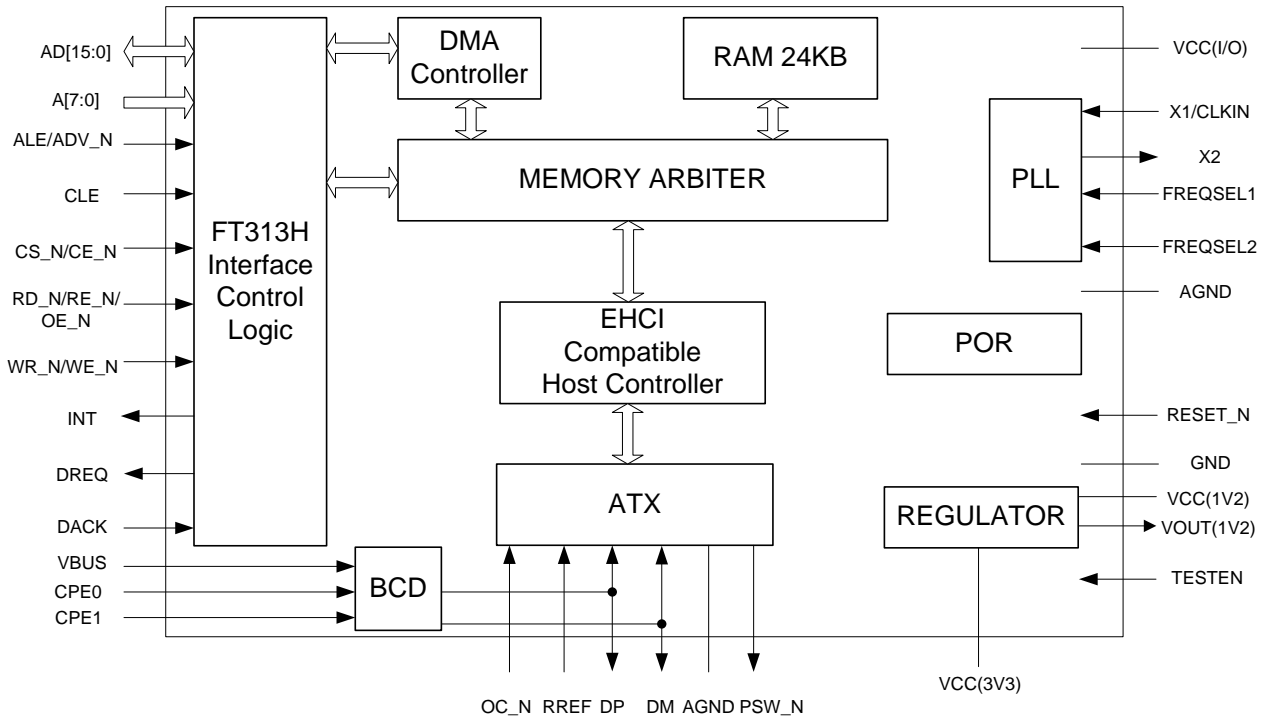 AD[15:0]
A[7:0]
ALE/ADV_N
CLE
CS_N/CE_N
RD_N/RE_N/
OE_N
WR_N/WE_N
INT
DREQ
DACK
VBUS
CPE0
CPE1
FT313H
Interface
Control
Logic
DMA
Controller
RAM 24KB
MEMORY ARBITER
EHCI
Compatible
Host Controller
ATX
BCD
PLL
POR
REGULATOR
VCC(I/O)
X1/CLKIN
X2
FREQSEL1
FREQSEL2
AGND
RESET_N
GND
VCC(1V2)
VOUT(1V2)
TESTEN
VCC(3V3)
OC_N RREF DP DM AGND PSW_N